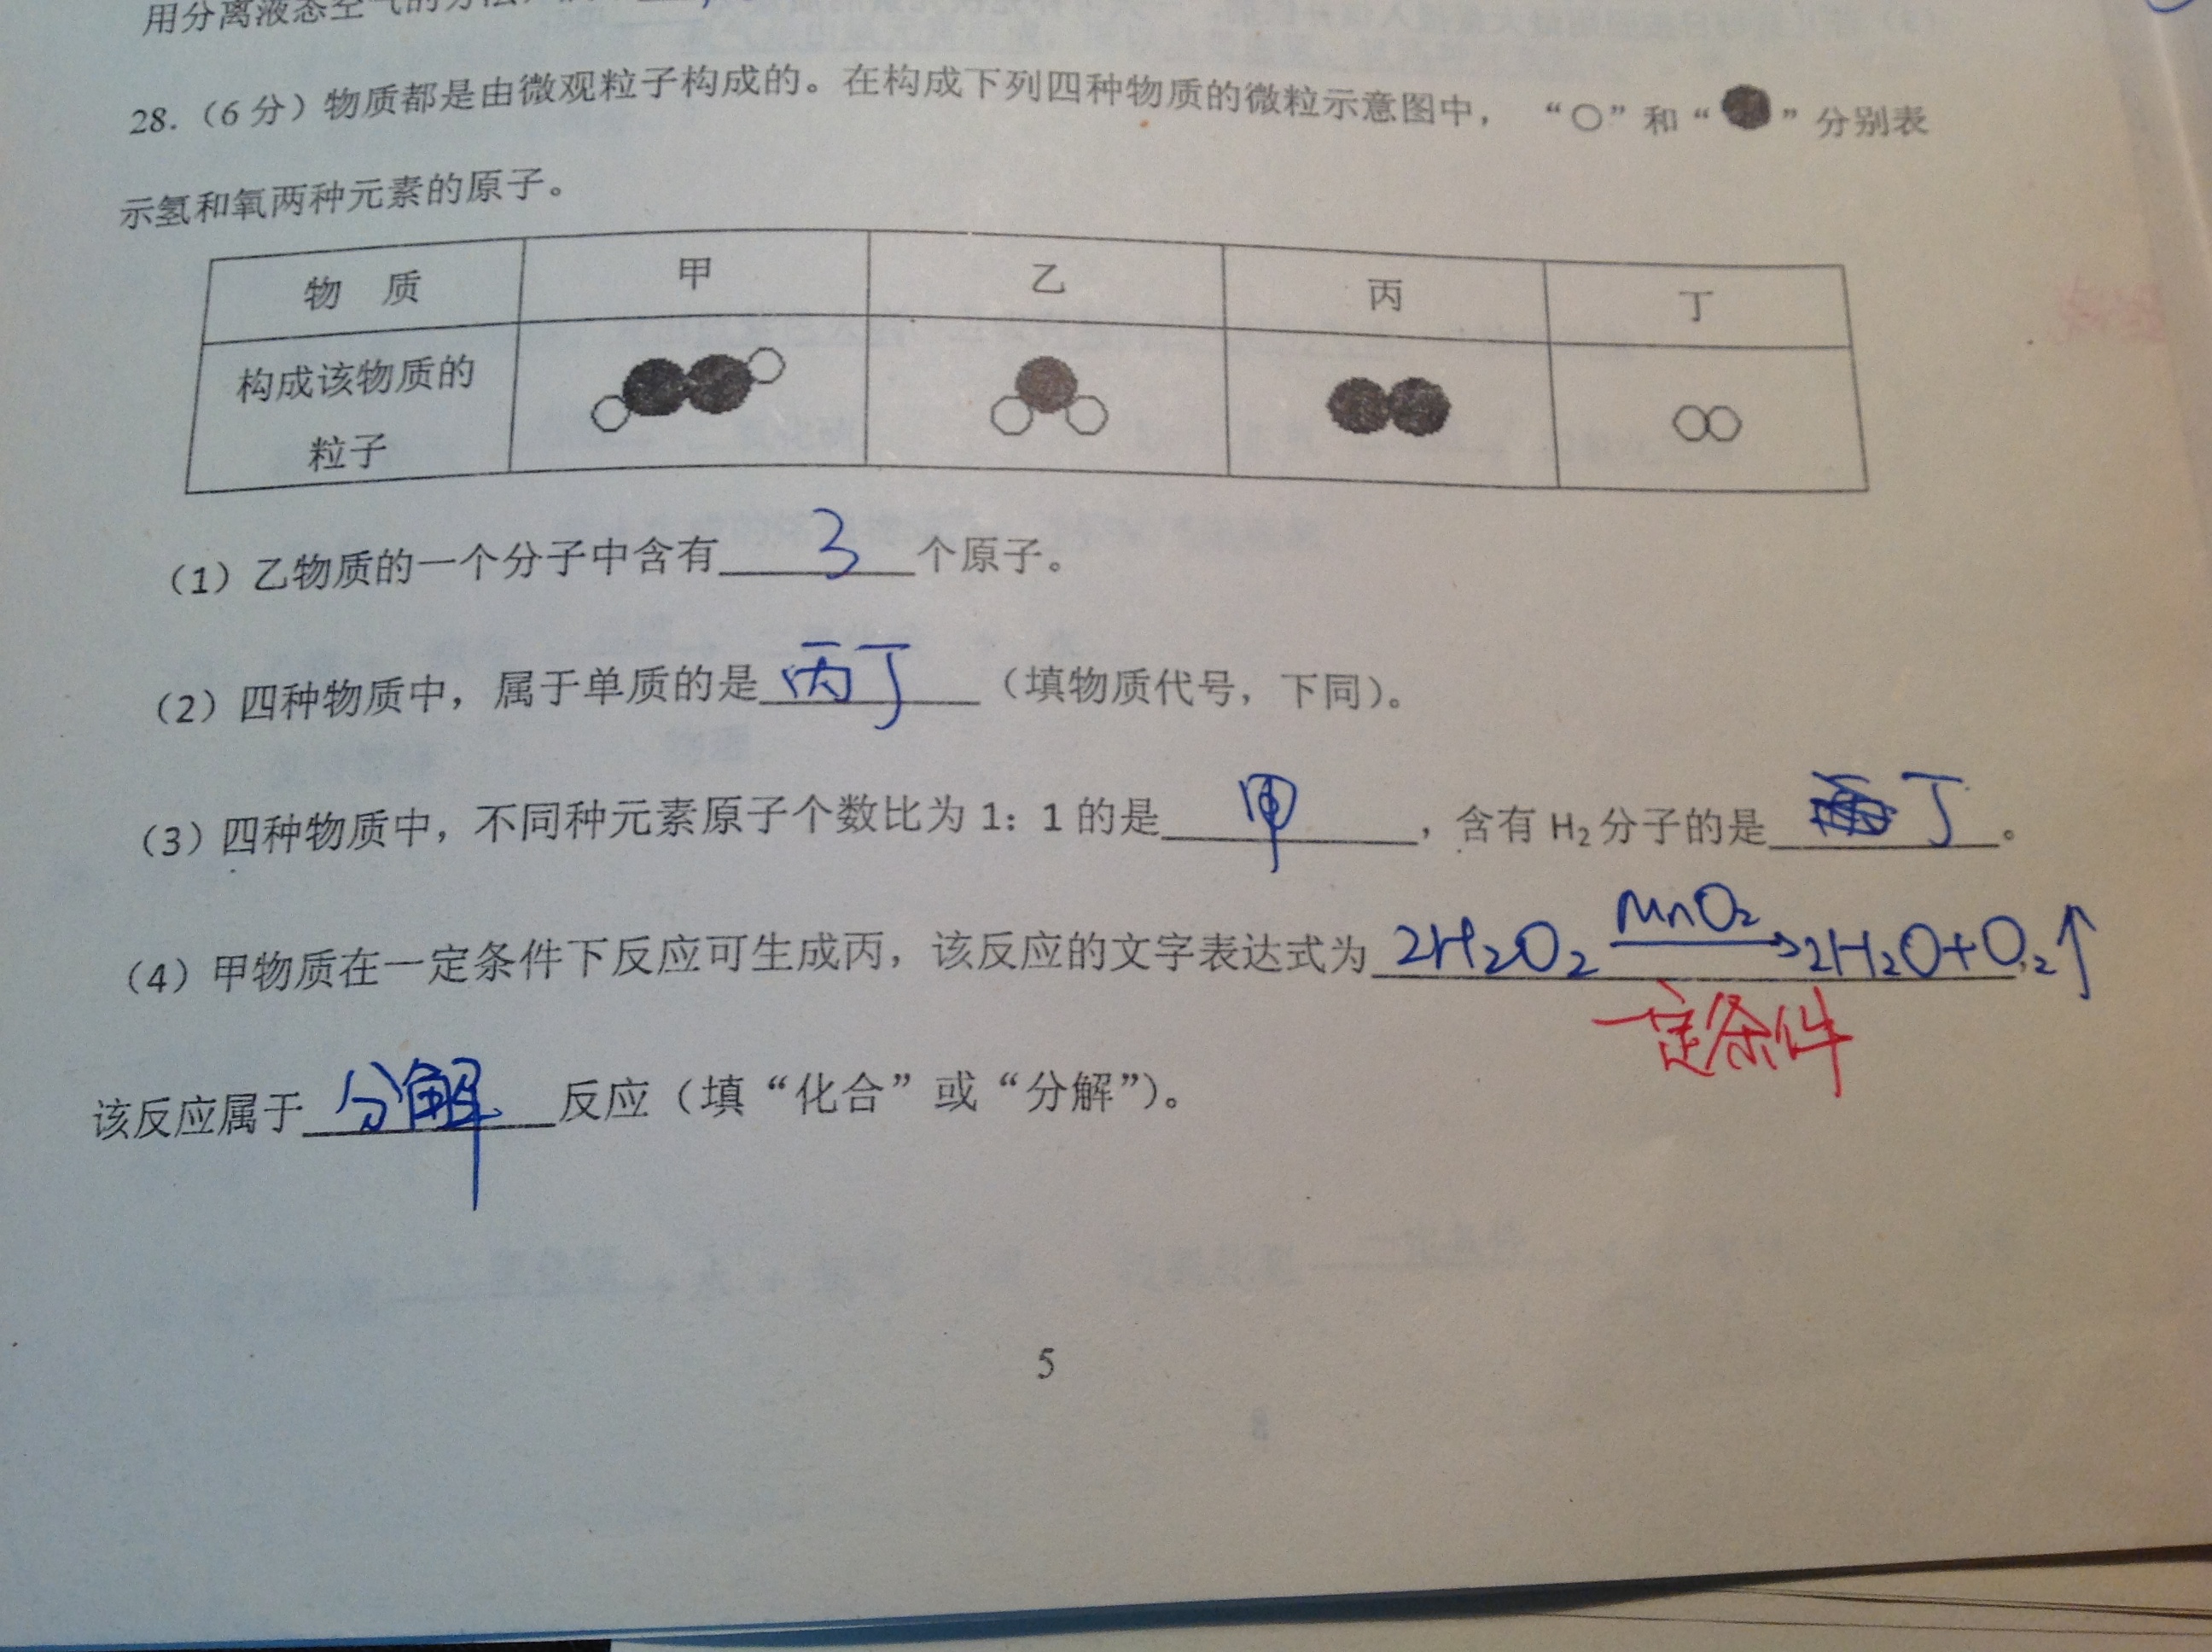 用分离液态空气的方法
28.（6 分）物质都是由微观粒子构成的。在构成下列四种物质的微粒示意图中，“○”和“●”分别表
示氢和氧两种元素的原子。
物 质 甲 乙 丙 丁
构成该物质的
粒子
（1）乙物质的一个分子中含有 3 个原子。
（2）四种物质中，属于单质的是 丙丁 （填物质代号，下同）。
（3）四种物质中，不同种元素原子个数比为 1：1 的是 甲 ，含有 H₂ 分子的是 丁 。
MnO₂
（4）甲物质在一定条件下反应可生成丙，该反应的文字表达式为 2H₂O₂ → 2H₂O+O₂↑
一定条件
该反应属于 分解 反应（填“化合”或“分解”）。
5